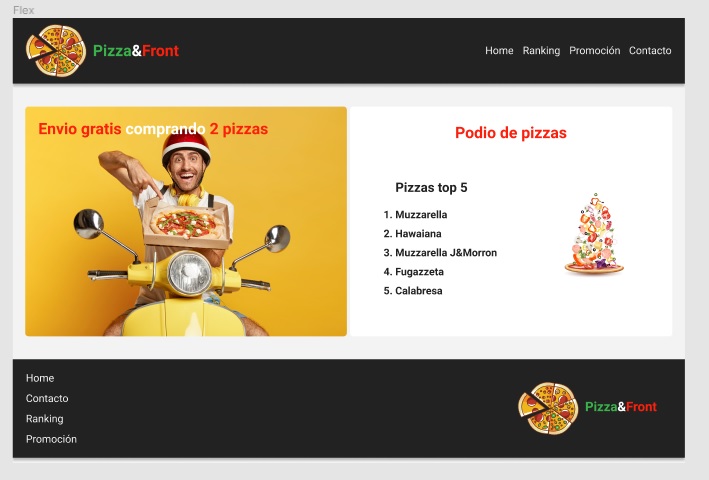 Flex
Pizza&Front
Home Ranking Promoción Contacto
Envio gratis comprando 2 pizzas
Podio de pizzas
Pizzas top 5
1. Muzzarella
2. Hawaiana
3. Muzzarella J&Morron
4. Fugazzeta
5. Calabresa
Home
Contacto
Ranking
Promoción
Pizza&Front